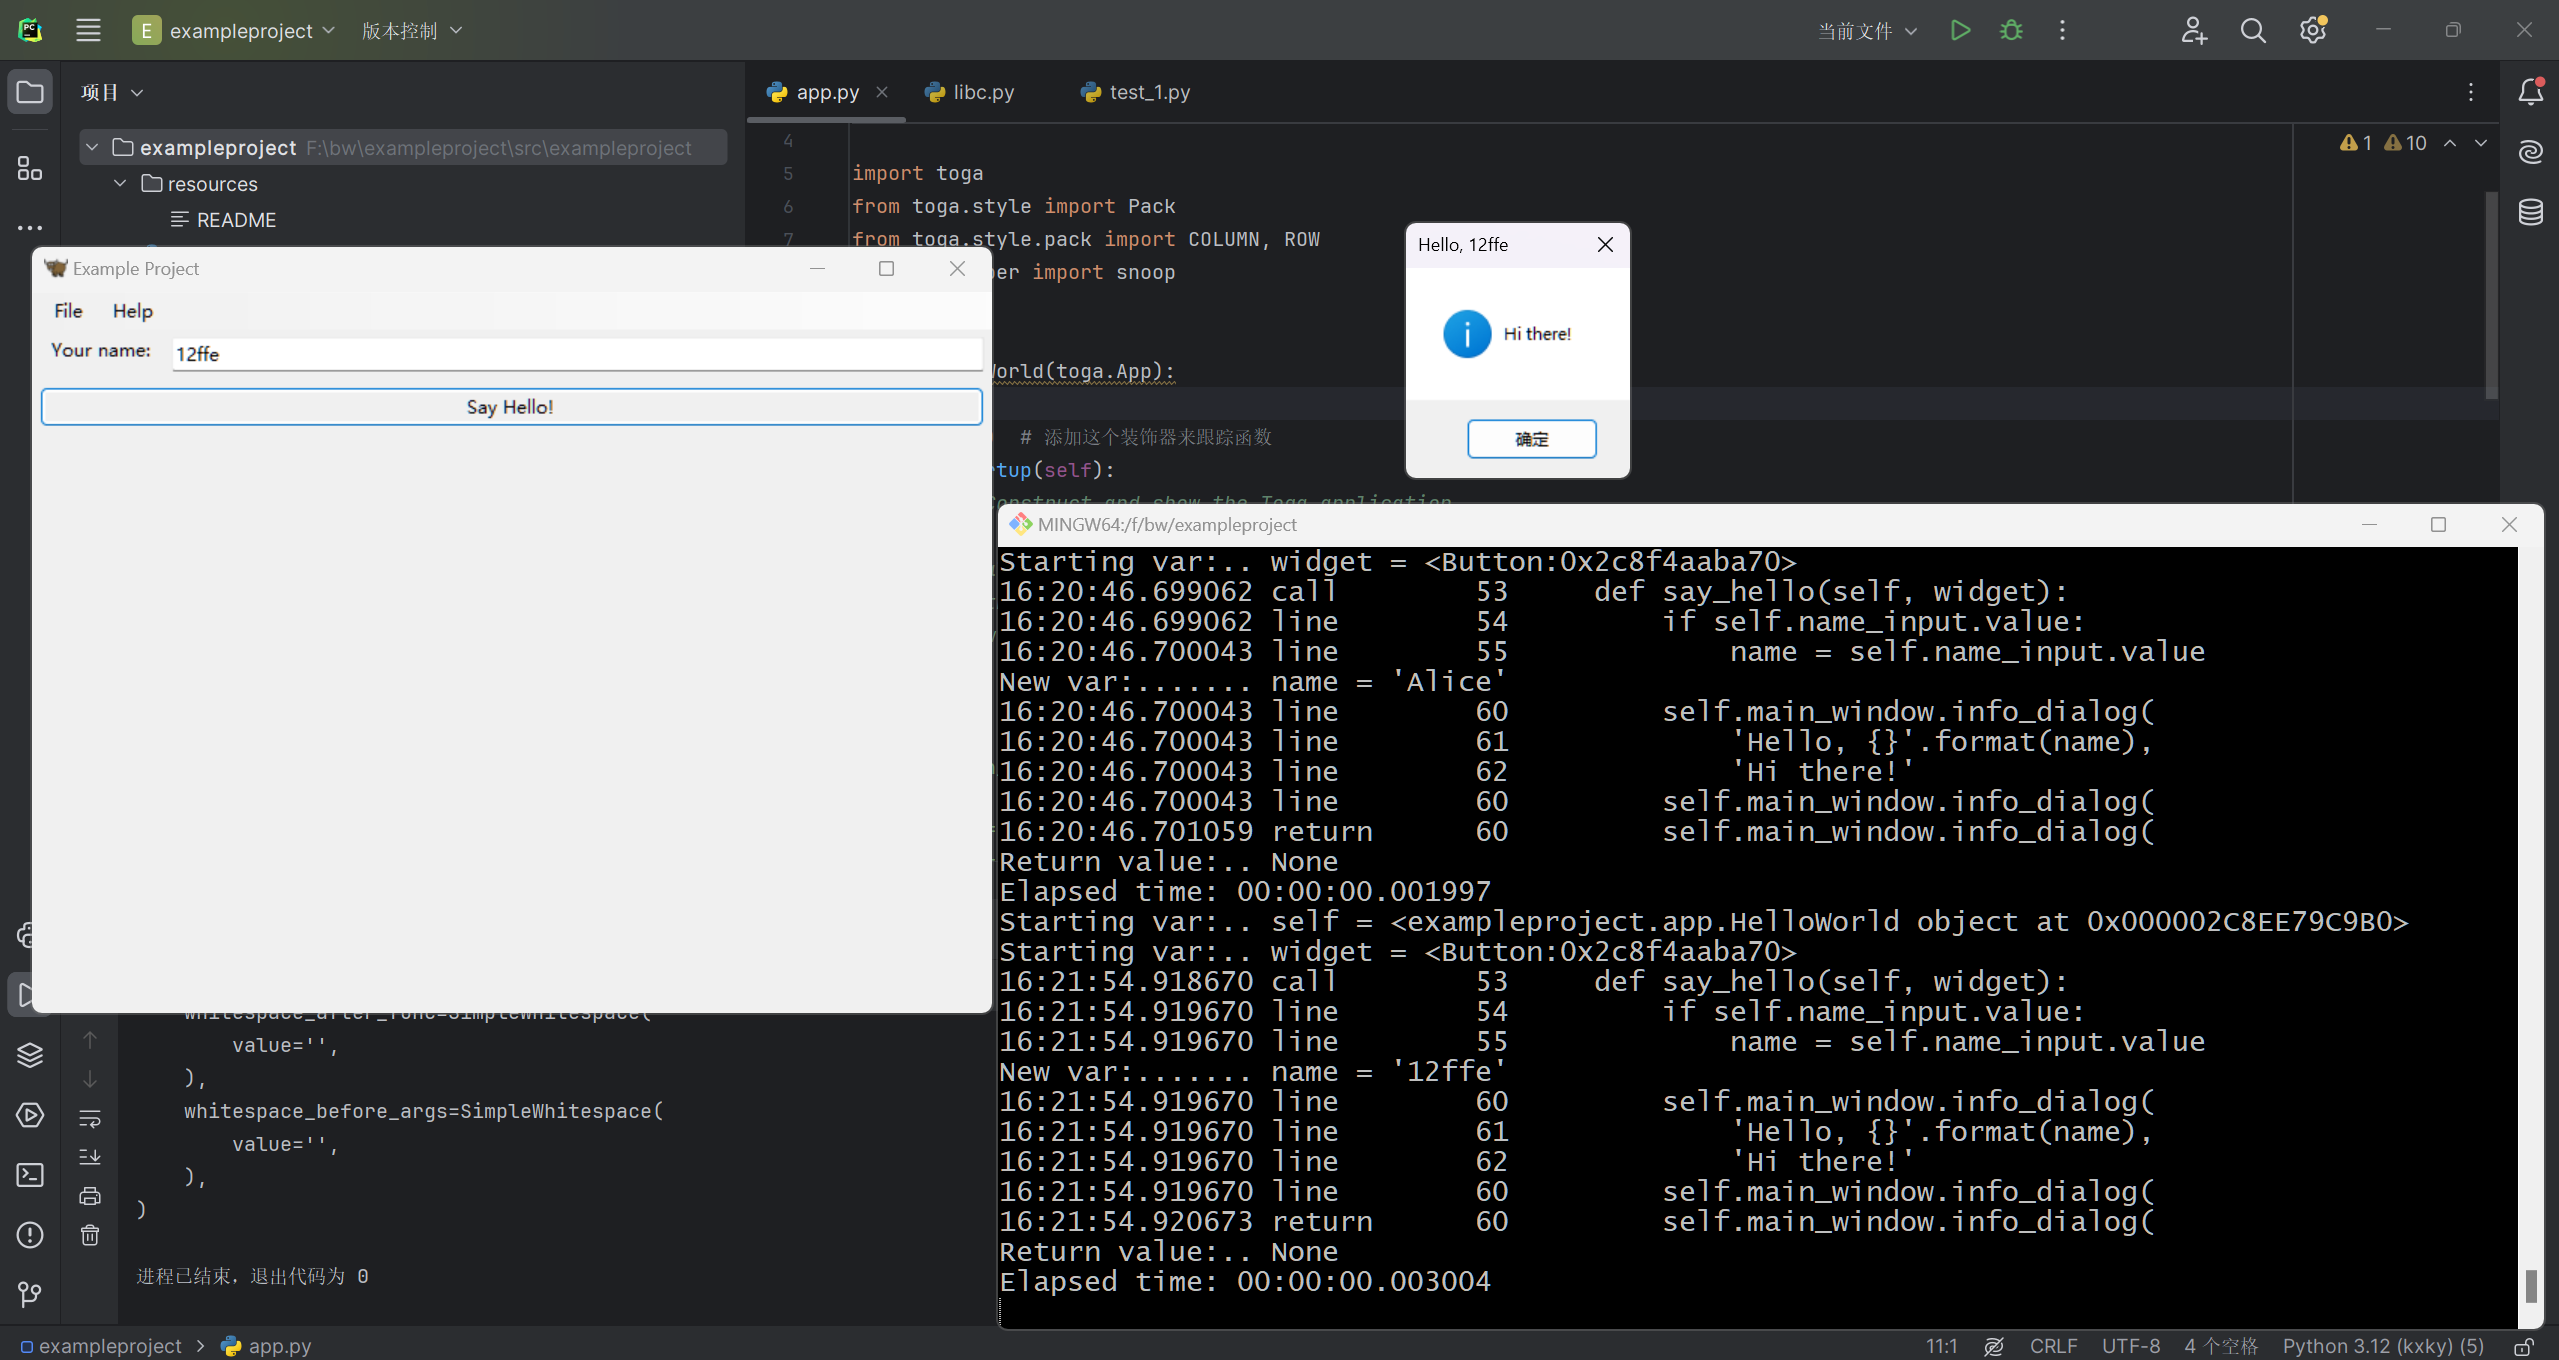 E exampleproject 版本控制 当前文件
项目
app.py
libc.py
test_1.py
exampleproject F:\bw\exampleproject\src\exampleproject
resources
README
4
5 import toga
6 from toga.style import Pack
7 from toga.style.pack import COLUMN, ROW
import snoop
(toga.App):
# 添加这个装饰器来跟踪函数
(self):
1 10
Example Project
File Help
Your name: 12ffe
Say Hello!
Hello, 12ffe
Hi there!
确定
MINGW64:/f/bw/exampleproject
Starting var:.. widget = <Button:0x2c8f4aaba70>
16:20:46.699062 call 53 def say_hello(self, widget):
16:20:46.699062 line 54 if self.name_input.value:
16:20:46.700043 line 55 name = self.name_input.value
New var:....... name = 'Alice'
16:20:46.700043 line 60 self.main_window.info_dialog(
16:20:46.700043 line 61 'Hello, {}'.format(name),
16:20:46.700043 line 62 'Hi there!'
16:20:46.700043 line 60 self.main_window.info_dialog(
16:20:46.701059 return 60 self.main_window.info_dialog(
Return value:.. None
Elapsed time: 00:00:00.001997
Starting var:.. self = <exampleproject.app.HelloWorld object at 0x000002C8EE79C9B0>
Starting var:.. widget = <Button:0x2c8f4aaba70>
16:21:54.918670 call 53 def say_hello(self, widget):
16:21:54.919670 line 54 if self.name_input.value:
16:21:54.919670 line 55 name = self.name_input.value
New var:....... name = '12ffe'
16:21:54.919670 line 60 self.main_window.info_dialog(
16:21:54.919670 line 61 'Hello, {}'.format(name),
16:21:54.919670 line 62 'Hi there!'
16:21:54.919670 line 60 self.main_window.info_dialog(
16:21:54.920673 return 60 self.main_window.info_dialog(
Return value:.. None
Elapsed time: 00:00:00.003004
whitespace_after_func=SimpleWhitespace(
value='',
),
whitespace_before_args=SimpleWhitespace(
value='',
),
)
进程已结束，退出代码为 0
exampleproject > app.py
11:1 CRLF UTF-8 4 个空格 Python 3.12 (kxky) (5)